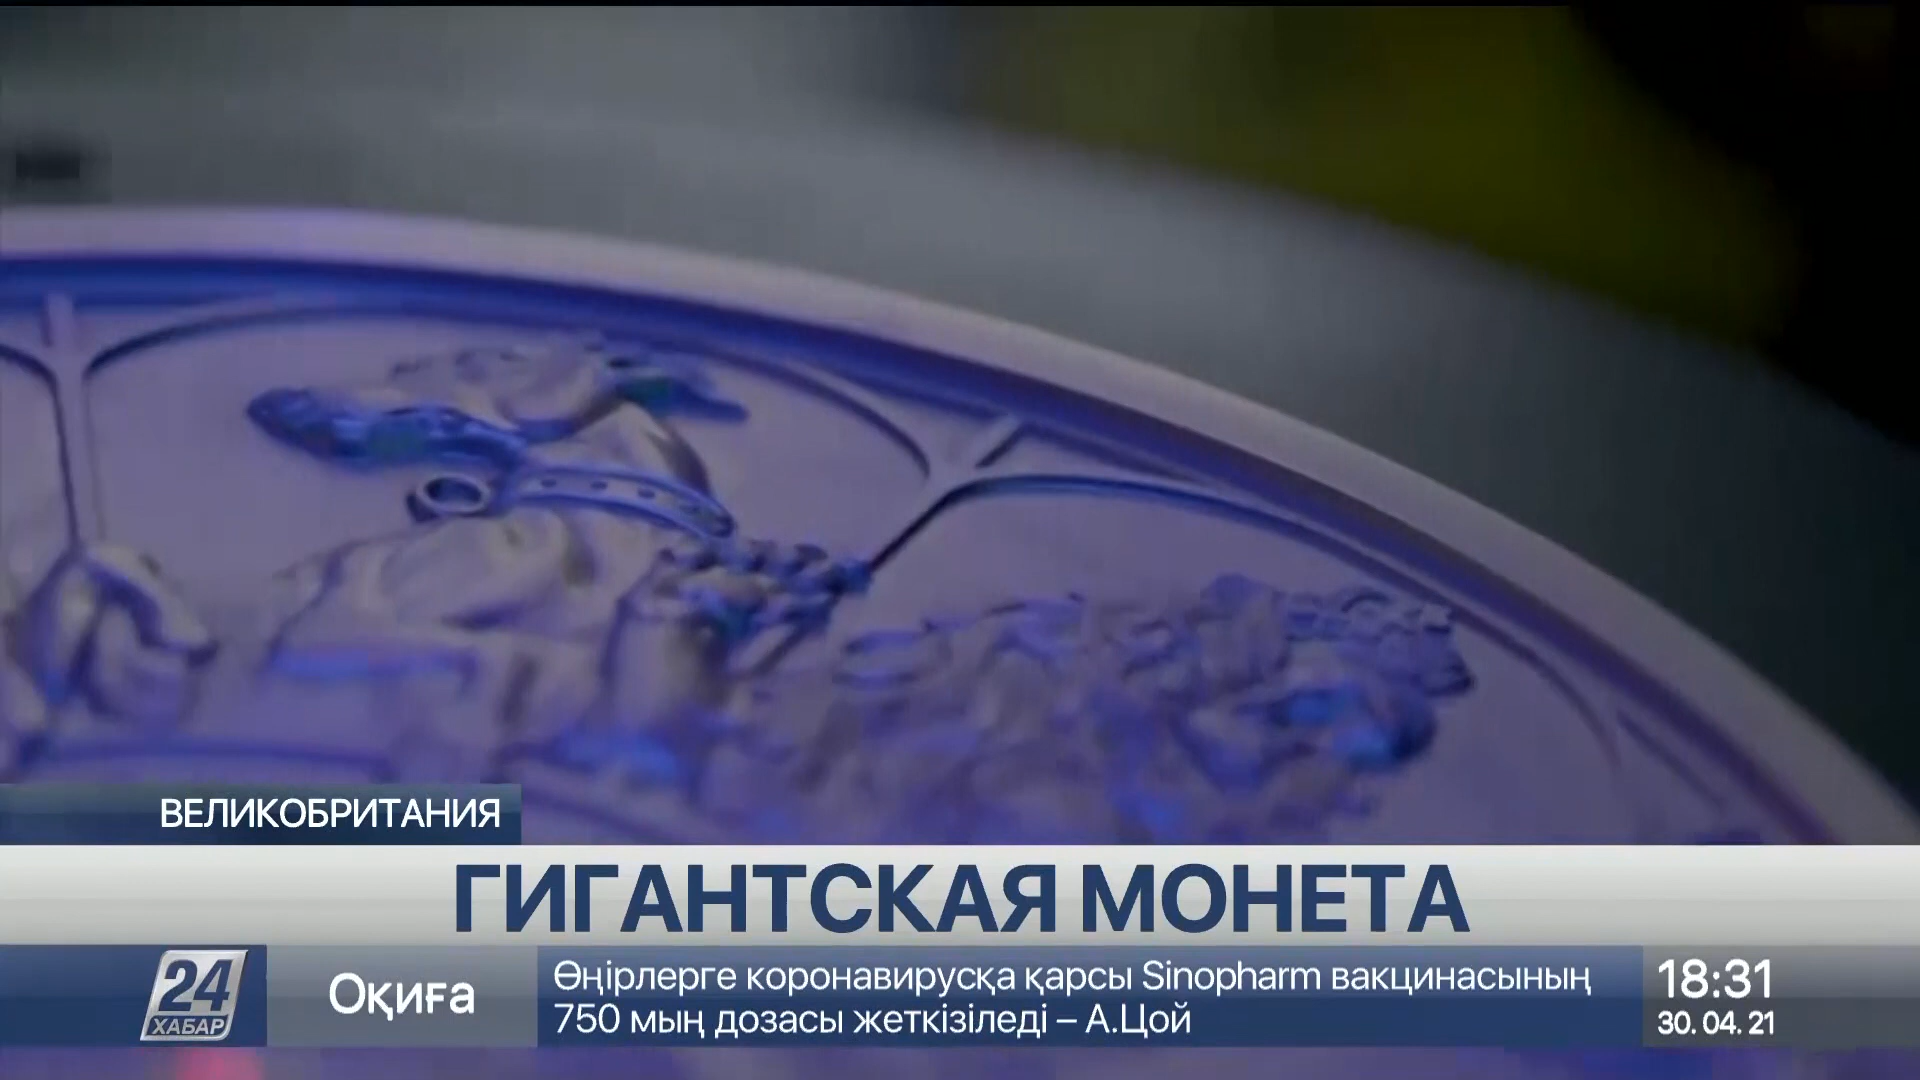 ВЕЛИКОБРИТАНИЯ
ГИГАНТСКАЯ МОНЕТА
24
ХАБАР
Оқиға
Өңірлерге коронавирусқа қарсы Sinopharm вакцинасының
750 мың дозасы жеткізіледі – А.Цой
18:31
30. 04. 21